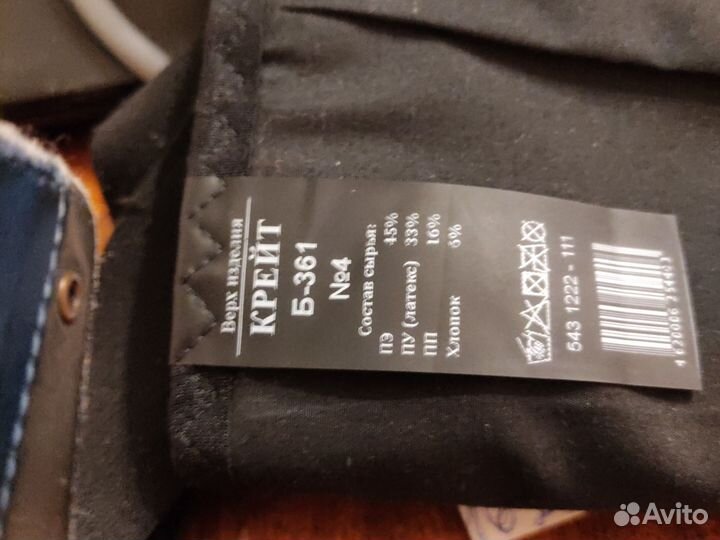 Верх изделия
КРЕЙТ
Б-361
№4
Состав сырья:
ПЭ 45%
ПУ (латекс) 33%
ПП 16%
Хлопок 6%
543 1222 - 111
Avito